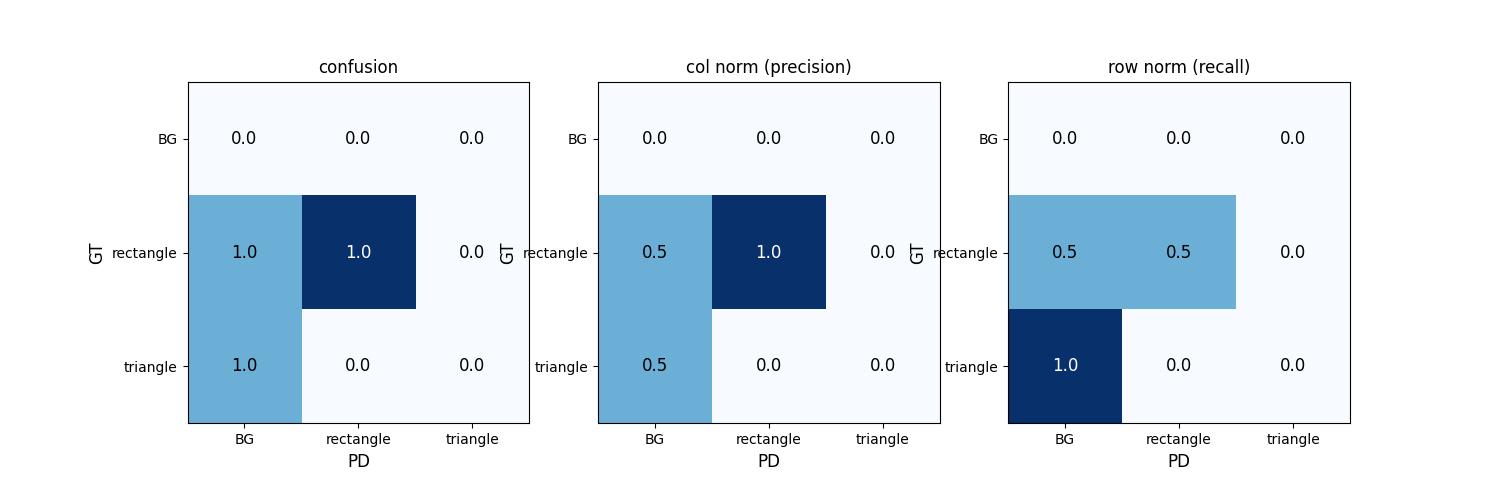 confusion
BG 0.0 0.0 0.0
rectangle 1.0 1.0 0.0
triangle 1.0 0.0 0.0
BG rectangle triangle
GT
PD
col norm (precision)
BG 0.0 0.0 0.0
rectangle 0.5 1.0 0.0
triangle 0.5 0.0 0.0
BG rectangle triangle
GT
PD
row norm (recall)
BG 0.0 0.0 0.0
rectangle 0.5 0.5 0.0
triangle 1.0 0.0 0.0
BG rectangle triangle
GT
PD